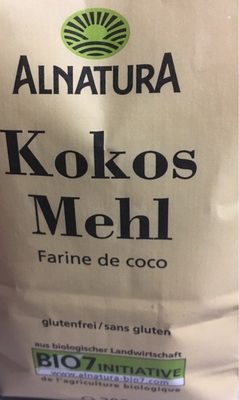 ALNATURA
Kokos
Mehl
Farine de coco
glutenfrei/sans gluten
aus biologischer Landwirtschaft
BIO7 INITIATIVE
www.alnatura-bio7.com
de l'agriculture biologique